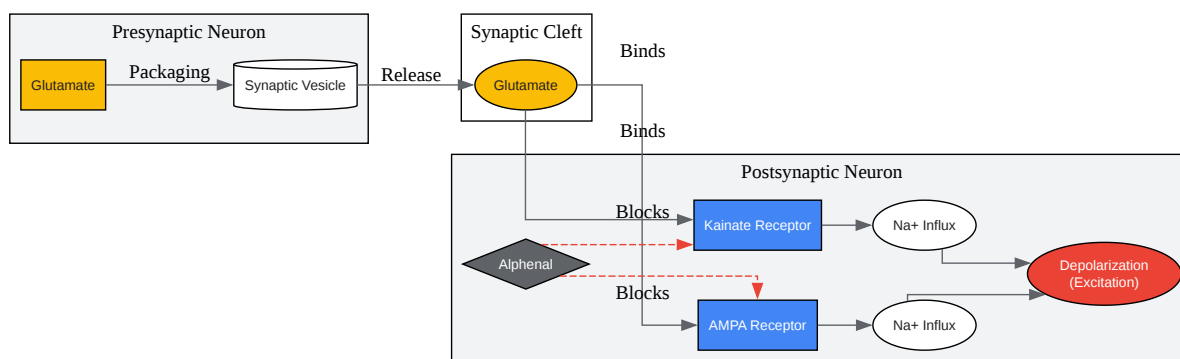 Presynaptic Neuron
Glutamate
Packaging
Synaptic Vesicle
Release
Synaptic Cleft
Glutamate
Binds
Binds
Postsynaptic Neuron
Blocks
Kainate Receptor
Na+ Influx
Alphenal
Depolarization
(Excitation)
Blocks
AMPA Receptor
Na+ Influx